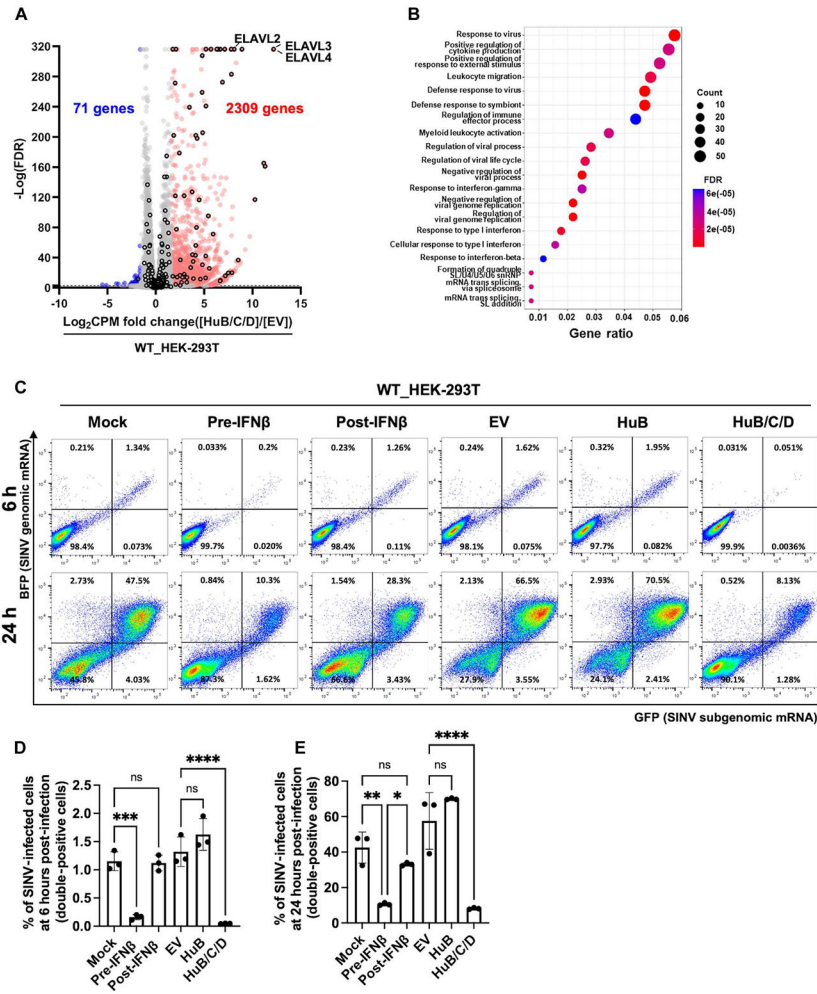 A
320
280
240
200
160
120
80
40
0
-Log(FDR)
ELAVL2
ELAVL3
ELAVL4
71 genes
2309 genes
-10
-5
0
5
10
15
Log2CPM fold change([HuB/C/D]/[EV])
WT_HEK-293T
B
Response to virus
Positive regulation of
cytokine production
Positive regulation of
response to external stimulus
Leukocyte migration
Defense response to virus
Defense response to symbiont
Regulation of immune
effector process
Myeloid leukocyte activation
Regulation of viral process
Regulation of viral life cycle
Negative regulation of
viral process
Response to interferon-gamma
Negative regulation of
viral genome replication
Regulation of
viral genome replication
Response to type I interferon
Cellular response to type I interferon
Response to interferon-beta
Formation of quadruple
SL/U4/U5/U6 snRNP
mRNA trans splicing,
via spliceosome
mRNA trans splicing,
SL addition
0.01
0.02
0.03
0.04
0.05
0.06
Gene ratio
Count
10
20
30
40
50
FDR
6e(-05)
4e(-05)
2e(-05)
C
WT_HEK-293T
Mock
Pre-IFNβ
Post-IFNβ
EV
HuB
HuB/C/D
6 h
0.21% 1.34%
98.4% 0.073%
0.033% 0.2%
99.7% 0.020%
0.23% 1.26%
98.4% 0.11%
0.24% 1.62%
98.1% 0.075%
0.32% 1.95%
97.7% 0.082%
0.031% 0.051%
99.9% 0.0036%
24 h
2.73% 47.5%
45.8% 4.03%
0.84% 10.3%
87.3% 1.62%
1.54% 28.3%
66.6% 3.43%
2.13% 66.5%
27.9% 3.55%
2.93% 70.5%
24.1% 2.41%
0.52% 8.13%
90.1% 1.28%
BFP (SINV genomic mRNA)
GFP (SINV subgenomic mRNA)
D
% of SINV-infected cells
at 6 hours post-infection
(double-positive cells)
2.5
2.0
1.5
1.0
0.5
0.0
***
ns
ns
****
Mock
Pre-IFNβ
Post-IFNβ
EV
HuB
HuB/C/D
E
% of SINV-infected cells
at 24 hours post-infection
(double-positive cells)
80
60
40
20
0
**
*
ns
ns
****
Mock
Pre-IFNβ
Post-IFNβ
EV
HuB
HuB/C/D